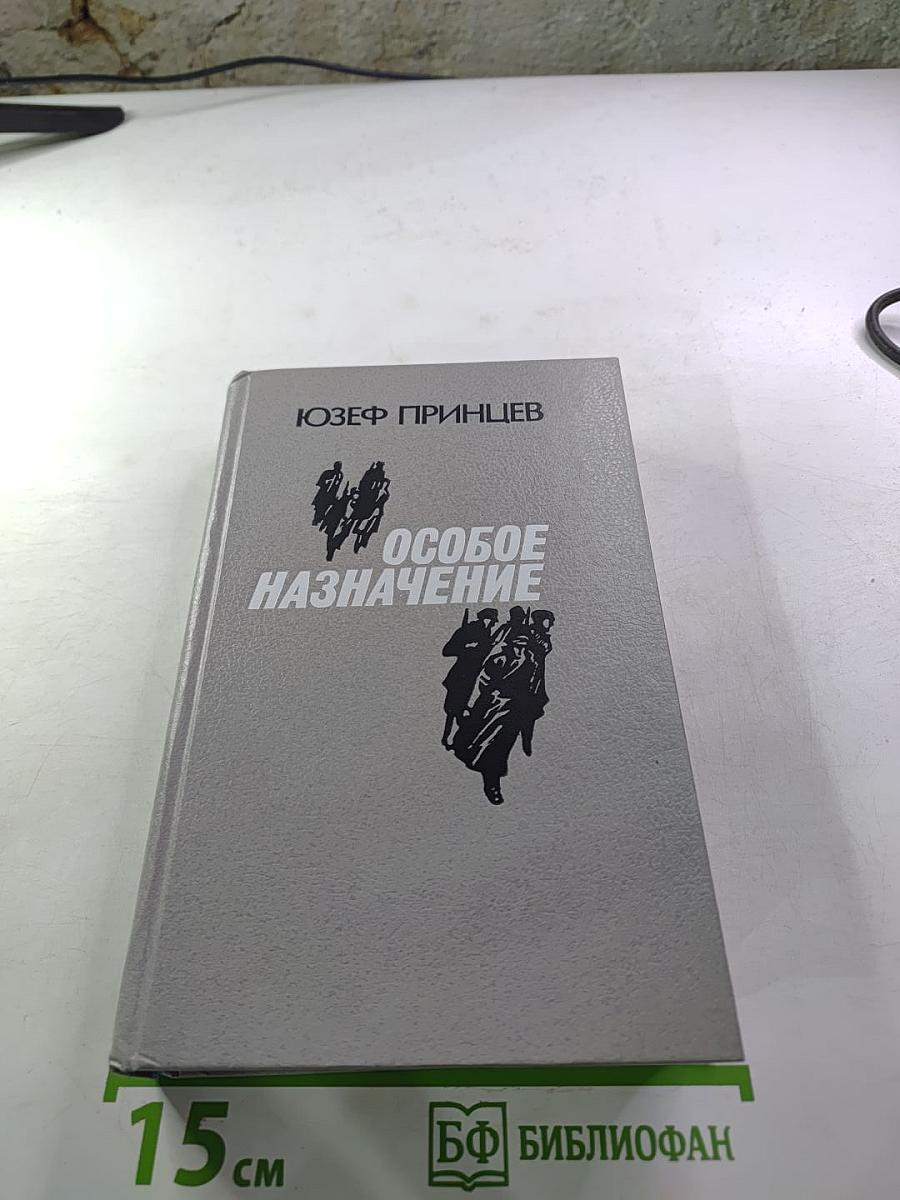 ЮЗЕФ ПРИНЦЕВ
ОСОБОЕ
НАЗНАЧЕНИЕ
15 см
БФ БИБЛИОФАН